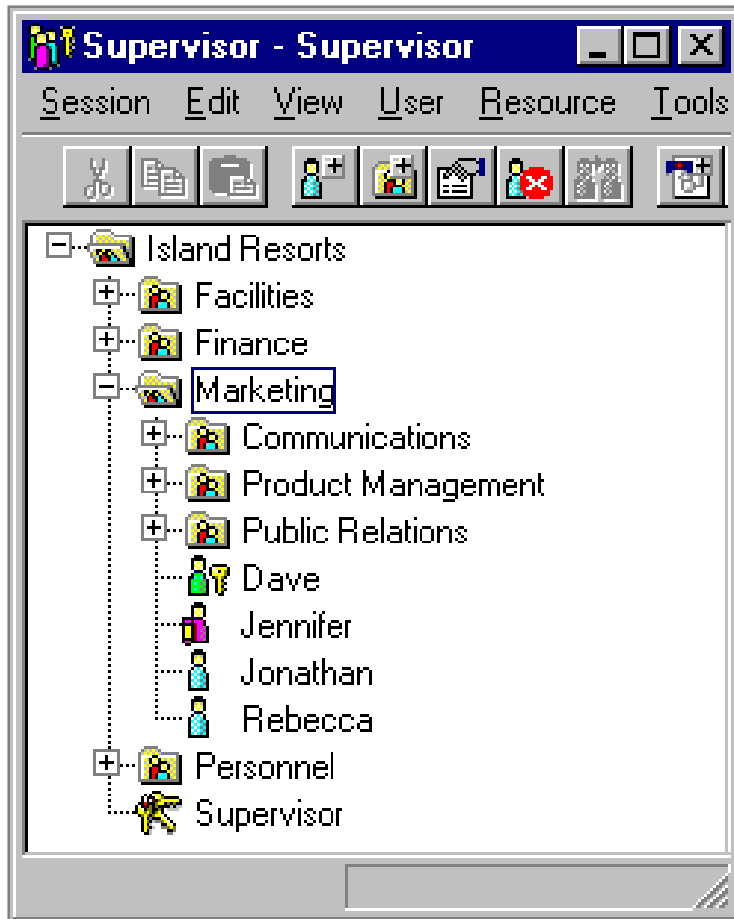 Supervisor - Supervisor
Session Edit View User Resource Tools
Island Resorts
Facilities
Finance
Marketing
Communications
Product Management
Public Relations
Dave
Jennifer
Jonathan
Rebecca
Personnel
Supervisor